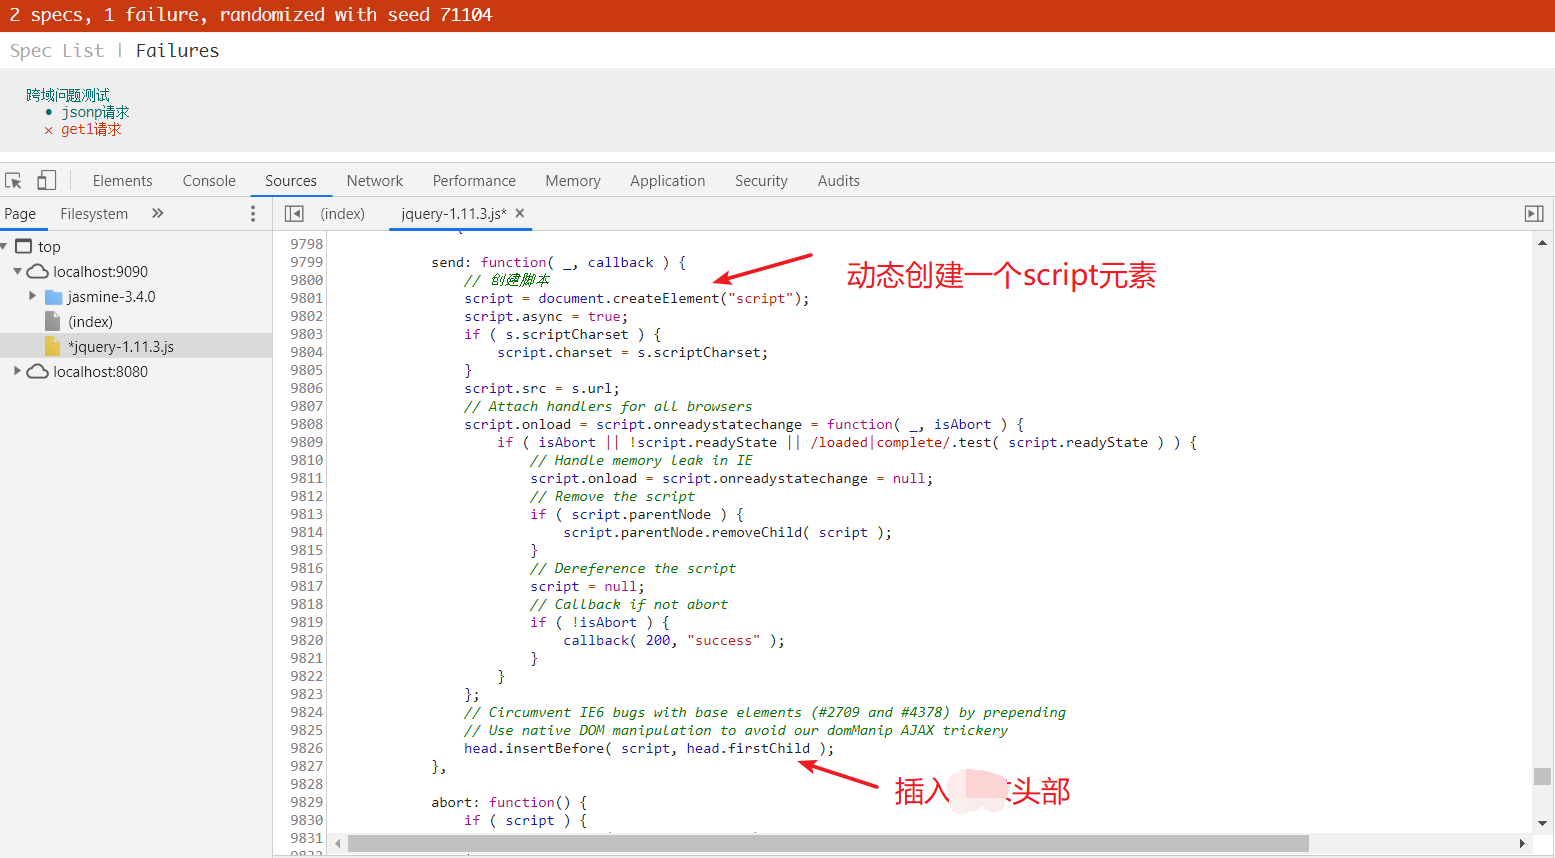 2 specs, 1 failure, randomized with seed 71104
Spec List | Failures
跨域问题测试
• jsonp请求
× get1请求
Elements Console Sources Network Performance Memory Application Security Audits
Page Filesystem » (index) jquery-1.11.3.js* ×
top
localhost:9090
jasmine-3.4.0
(index)
*jquery-1.11.3.js
localhost:8080
9798
9799 send: function( _, callback ) {
9800 // 创建脚本
动态创建一个script元素
9801 script = document.createElement("script");
9802 script.async = true;
9803 if ( s.scriptCharset ) {
9804 script.charset = s.scriptCharset;
9805 }
9806 script.src = s.url;
9807 // Attach handlers for all browsers
9808 script.onload = script.onreadystatechange = function( _, isAbort ) {
9809 if ( isAbort || !script.readyState || /loaded|complete/.test( script.readyState ) ) {
9810 // Handle memory leak in IE
9811 script.onload = script.onreadystatechange = null;
9812 // Remove the script
9813 if ( script.parentNode ) {
9814 script.parentNode.removeChild( script );
9815 }
9816 // Dereference the script
9817 script = null;
9818 // Callback if not abort
9819 if ( !isAbort ) {
9820 callback( 200, "success" );
9821 }
9822 }
9823 };
9824 // Circumvent IE6 bugs with base elements (#2709 and #4378) by prepending
9825 // Use native DOM manipulation to avoid our domManip AJAX trickery
9826 head.insertBefore( script, head.firstChild );
9827 },
9828
插入 头部
9829 abort: function() {
9830 if ( script ) {
9831